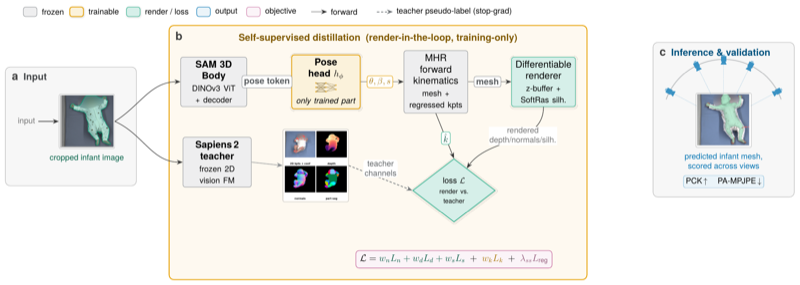 frozen
trainable
render / loss
output
objective
forward
teacher pseudo-label (stop-grad)
a Input
input
cropped infant image
b
Self-supervised distillation (render-in-the-loop, training-only)
SAM 3D
Body
DINOv3 ViT
+ decoder
pose token
Pose
head hϕ
only trained part
θ, β, s
MHR
forward
kinematics
mesh +
regressed kpts
mesh
Differentiable
renderer
z-buffer +
SoftRas silh.
Sapiens2
teacher
frozen 2D
vision FM
normals
teacher
channels
k̂
rendered
depth/normals/silh.
loss ℒ
render vs.
teacher
ℒ = wₙLₙ + w_dL_d + wₛLₛ + wₖLₖ + λᵣₑL_reg
c Inference & validation
predicted infant mesh,
scored across views
PCK↑ PA-MPJPE↓